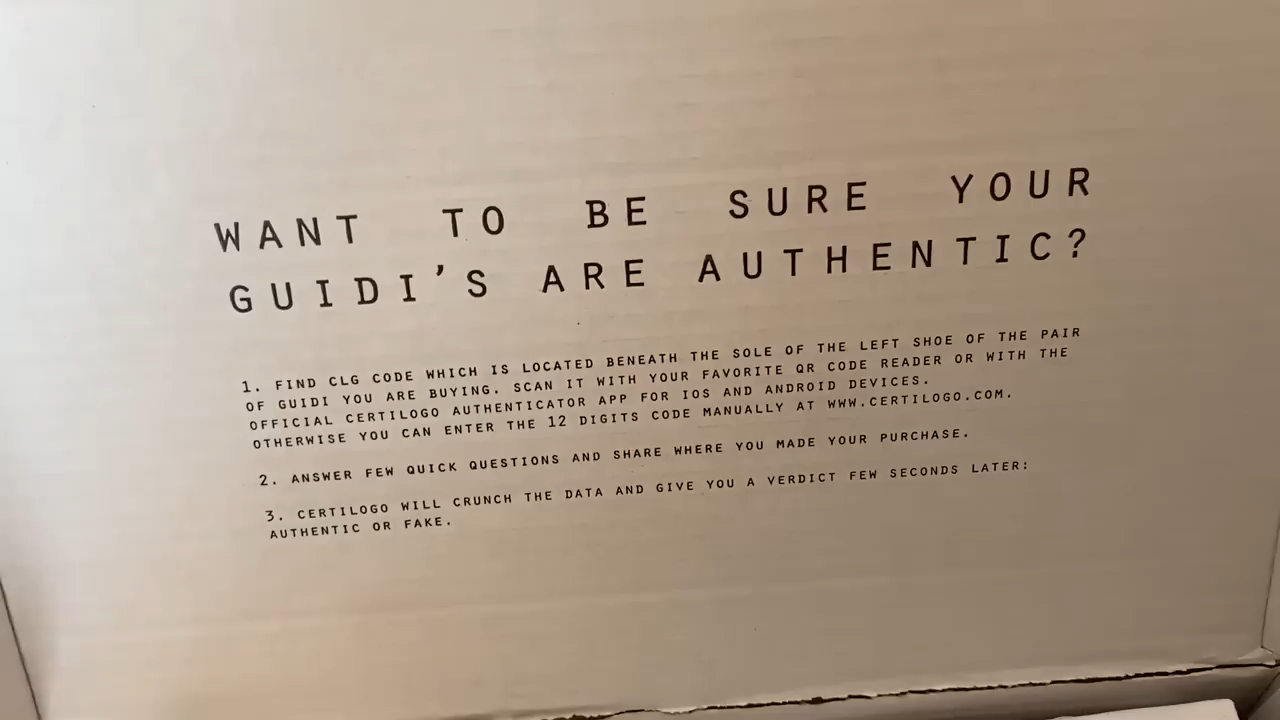 WANT TO BE SURE YOUR
GUIDI'S ARE AUTHENTIC?
1. FIND CLG CODE WHICH IS LOCATED BENEATH THE SOLE OF THE LEFT SHOE OF THE PAIR
OF GUIDI YOU ARE BUYING. SCAN IT WITH YOUR FAVORITE QR CODE READER OR WITH THE
OFFICIAL CERTILOGO AUTHENTICATOR APP FOR IOS AND ANDROID DEVICES.
OTHERWISE YOU CAN ENTER THE 12 DIGITS CODE MANUALLY AT WWW.CERTILOGO.COM.
2. ANSWER FEW QUICK QUESTIONS AND SHARE WHERE YOU MADE YOUR PURCHASE.
3. CERTILOGO WILL CRUNCH THE DATA AND GIVE YOU A VERDICT FEW SECONDS LATER:
AUTHENTIC OR FAKE.